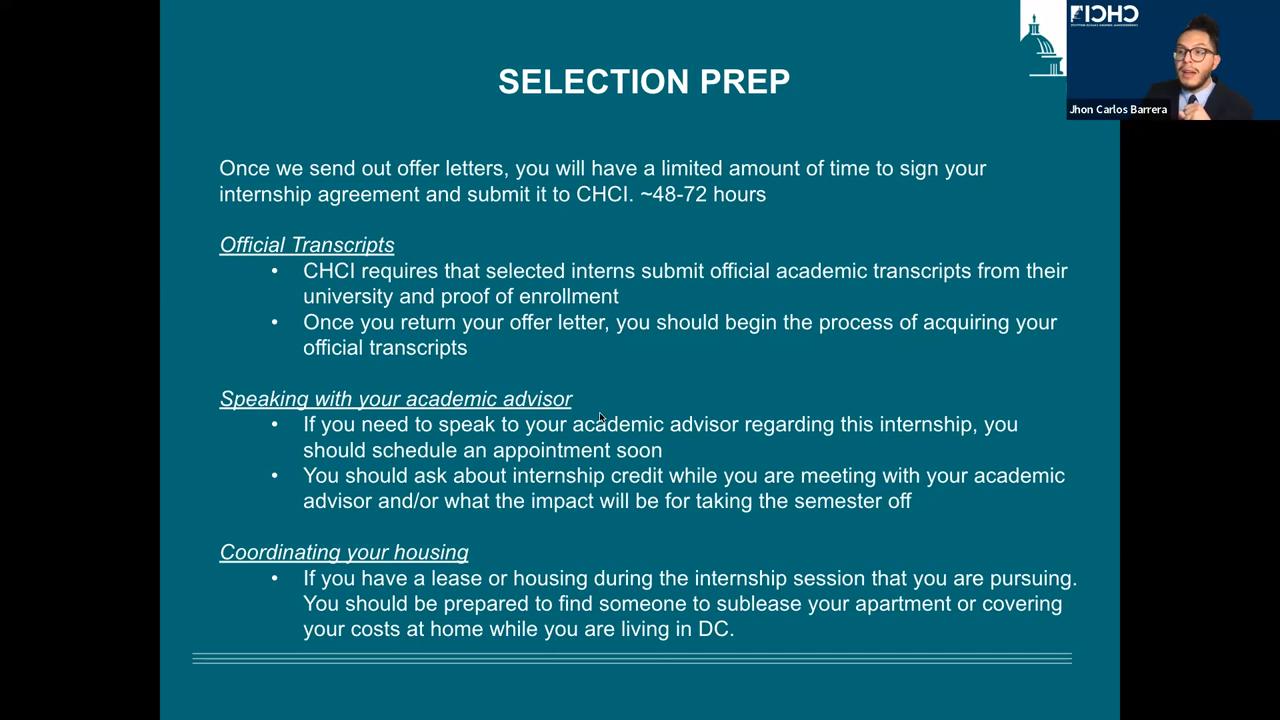 CHCI
SELECTION PREP
Jhon Carlos Barrera
Once we send out offer letters, you will have a limited amount of time to sign your
internship agreement and submit it to CHCI. ~48-72 hours
Official Transcripts
• CHCI requires that selected interns submit official academic transcripts from their
university and proof of enrollment
• Once you return your offer letter, you should begin the process of acquiring your
official transcripts
Speaking with your academic advisor
• If you need to speak to your academic advisor regarding this internship, you
should schedule an appointment soon
• You should ask about internship credit while you are meeting with your academic
advisor and/or what the impact will be for taking the semester off
Coordinating your housing
• If you have a lease or housing during the internship session that you are pursuing.
You should be prepared to find someone to sublease your apartment or covering
your costs at home while you are living in DC.